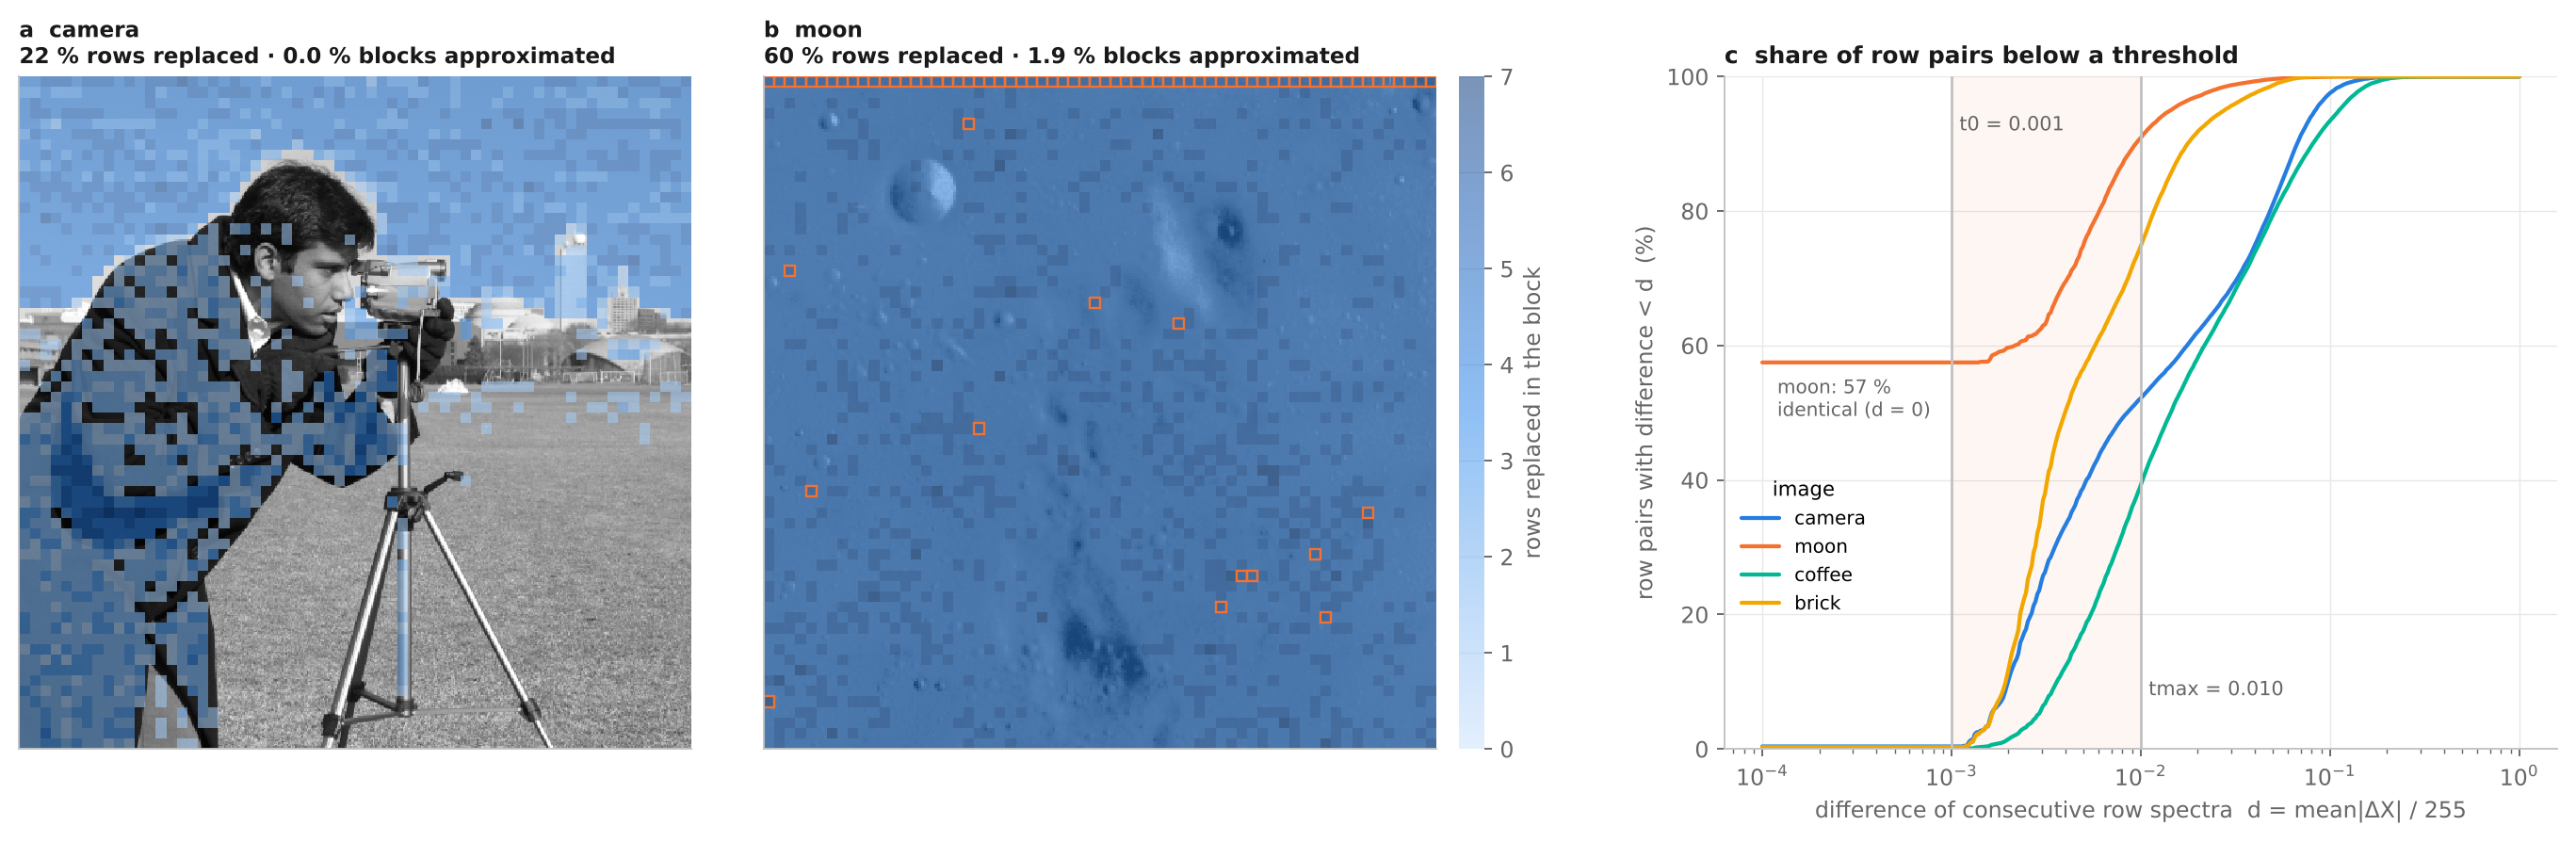 a  camera
22 % rows replaced · 0.0 % blocks approximated
b  moon
60 % rows replaced · 1.9 % blocks approximated
7
6
5
4
3
2
1
0
rows replaced in the block
c  share of row pairs below a threshold
100
80
60
40
20
0
row pairs with difference < d  (%)
t0 = 0.001
moon: 57 %
identical (d = 0)
image
camera
moon
coffee
brick
tmax = 0.010
10⁻⁴
10⁻³
10⁻²
10⁻¹
10⁰
difference of consecutive row spectra  d = mean|ΔX| / 255